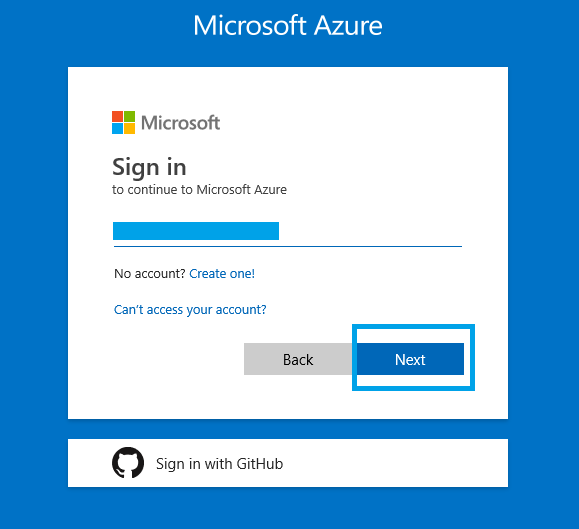 Microsoft Azure
Microsoft
Sign in
to continue to Microsoft Azure
No account? Create one!
Can't access your account?
Back Next
Sign in with GitHub